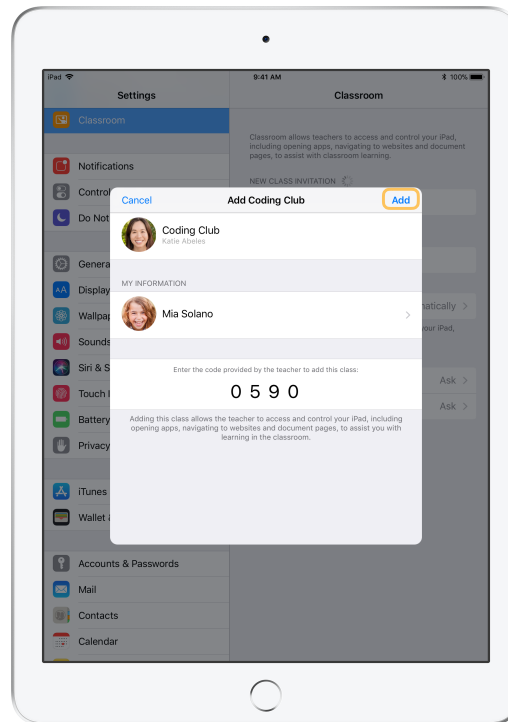 iPad
9:41 AM
100%
Settings
Classroom
Classroom
Classroom allows teachers to access and control your iPad,
including opening apps, navigating to websites and document
pages, to assist with classroom learning.
Notifications
NEW CLASS INVITATION
Control
Do Not
Cancel
Add Coding Club
Add
Coding Club
Katie Abeles
MY INFORMATION
Mia Solano
Enter the code provided by the teacher to add this class:
0590
Adding this class allows the teacher to access and control your iPad, including
opening apps, navigating to websites and document pages, to assist you with
learning in the classroom.
Genera
Display
AA
Wallpap
Sounds
Siri & S
Touch I
Battery
Privacy
iTunes
Wallet &
natically
your iPad,
Ask
Ask
Accounts & Passwords
Mail
Contacts
Calendar